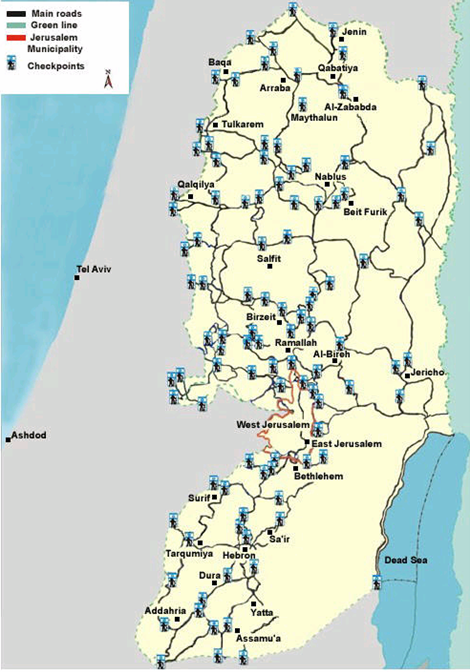 Main roads
Green line
Jerusalem
Municipality
Checkpoints
N
Jenin
Baqa
Qabatiya
Arraba
Al-Zababda
Maythalun
Tulkarem
Nablus
Qalqilya
Beit Furik
Salfit
Tel Aviv
Birzeit
Ramallah
Al-Bireh
Jericho
West Jerusalem
Ashdod
East Jerusalem
Bethlehem
Surif
Sa'ir
Tarqumiya
Hebron
Dead Sea
Dura
Addahria
Yatta
Assamu'a